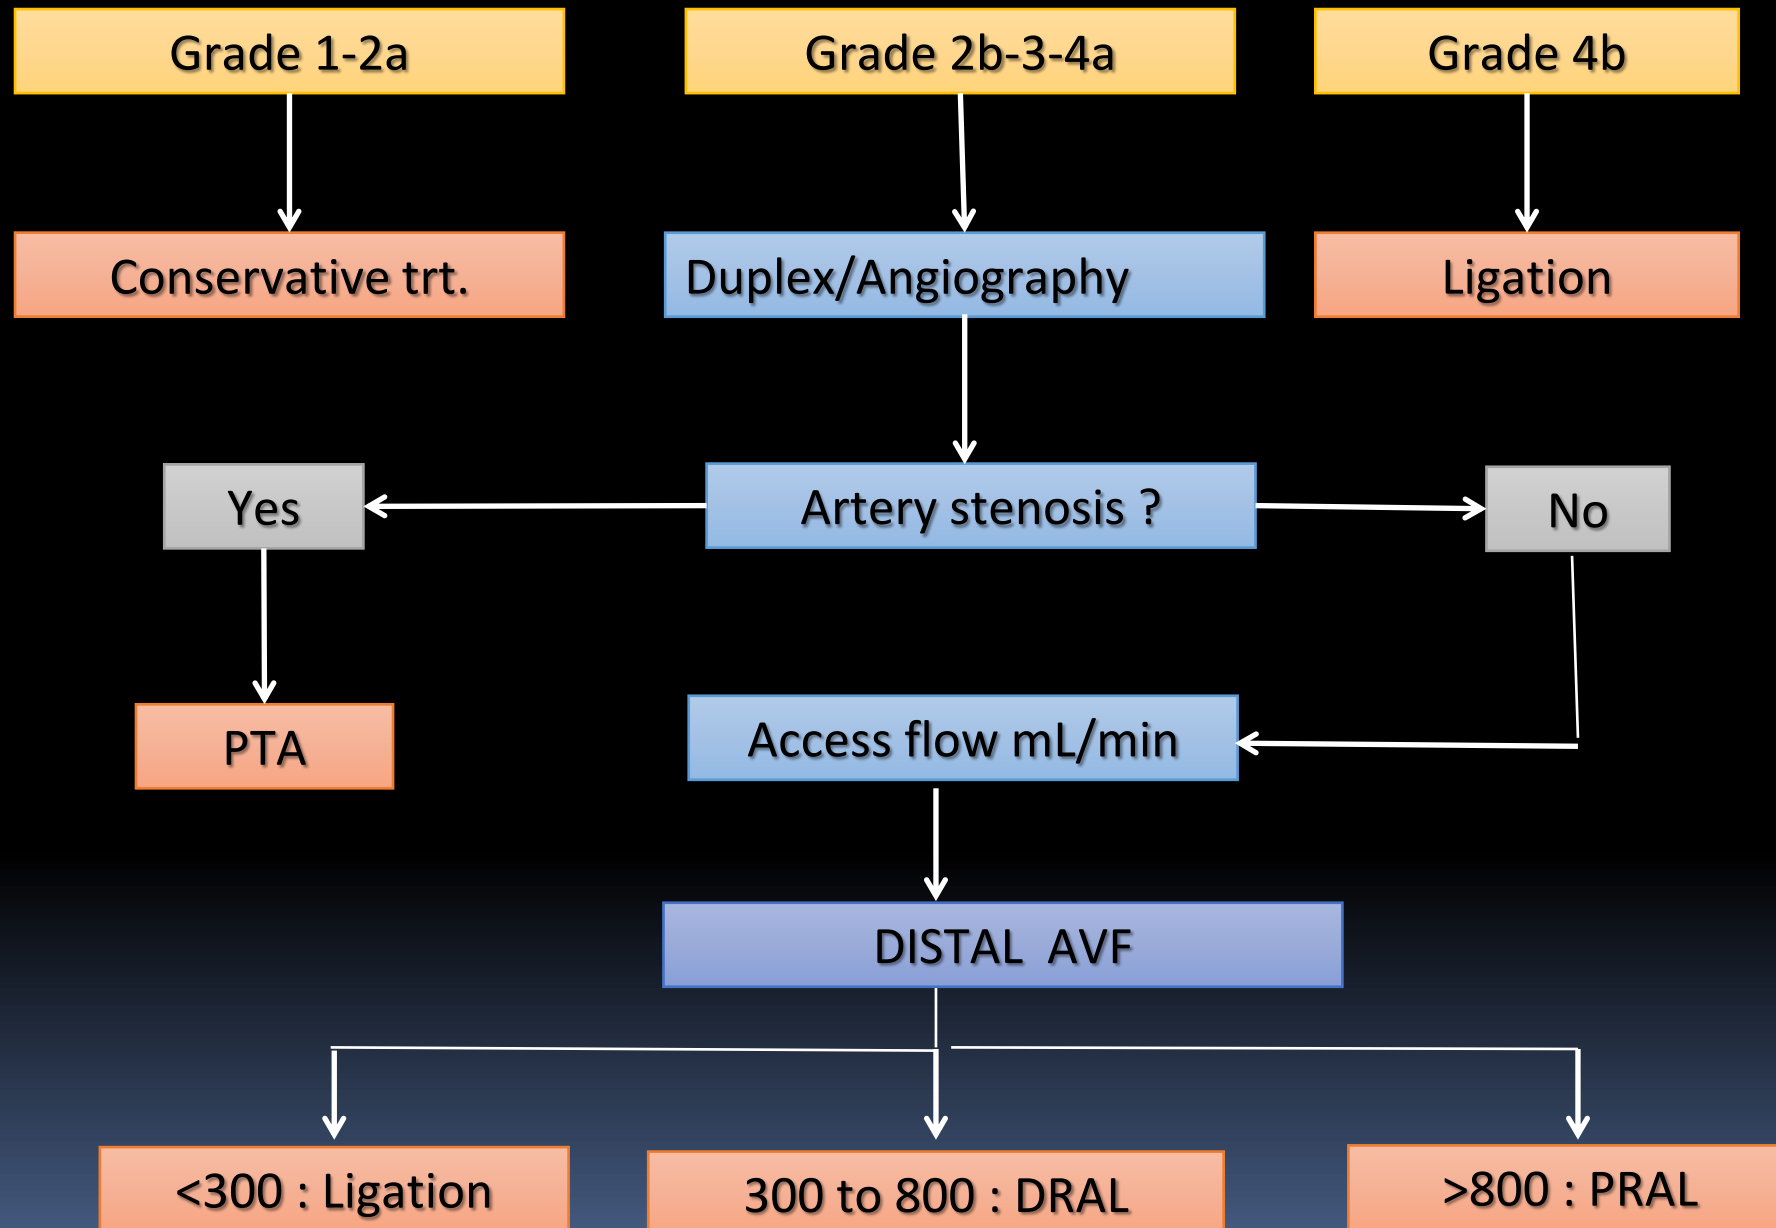 Grade 1-2a
Grade 2b-3-4a
Grade 4b
Conservative trt.
Duplex/Angiography
Ligation
Yes
Artery stenosis ?
No
PTA
Access flow mL/min
DISTAL AVF
<300 : Ligation
300 to 800 : DRAL
>800 : PRAL